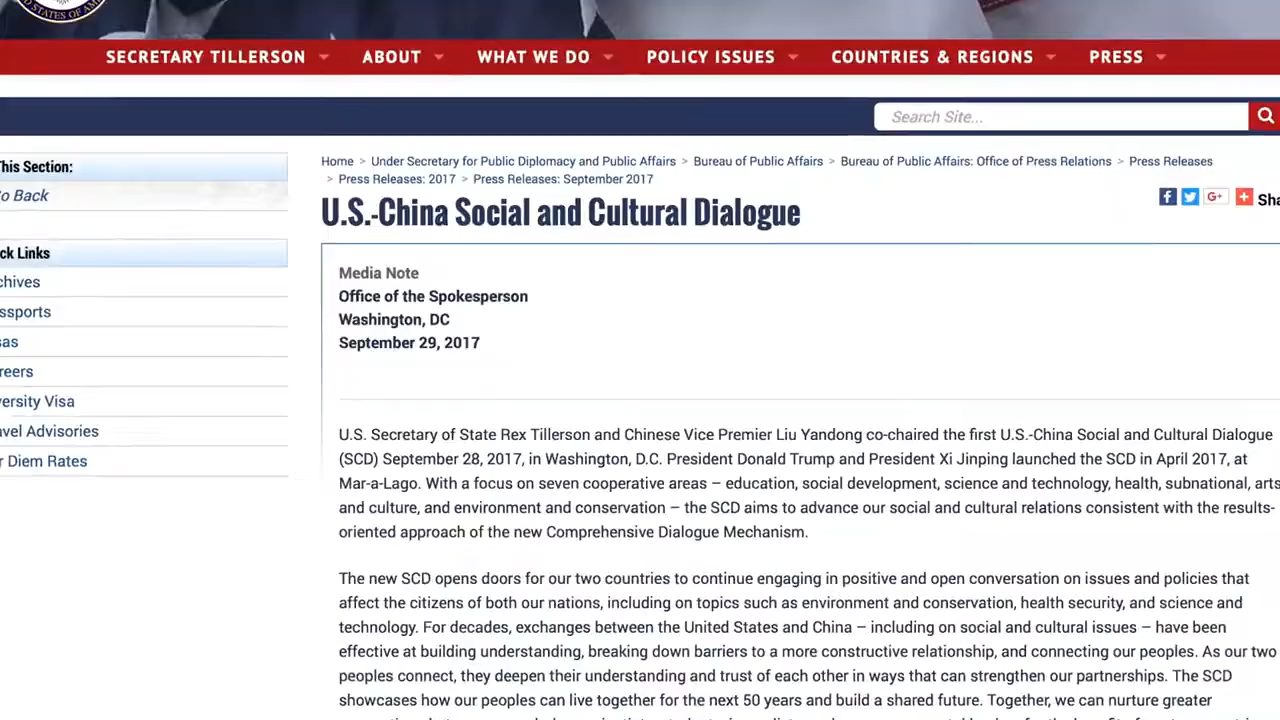 STATES OF AM
SECRETARY TILLERSON ABOUT WHAT WE DO POLICY ISSUES COUNTRIES & REGIONS PRESS
Search Site...
This Section:
o Back
ck Links
chives
ssports
sas
reers
versity Visa
avel Advisories
r Diem Rates
Home > Under Secretary for Public Diplomacy and Public Affairs > Bureau of Public Affairs > Bureau of Public Affairs: Office of Press Relations > Press Releases
> Press Releases: 2017 > Press Releases: September 2017
U.S.-China Social and Cultural Dialogue
f G+ + Sha
Media Note
Office of the Spokesperson
Washington, DC
September 29, 2017
U.S. Secretary of State Rex Tillerson and Chinese Vice Premier Liu Yandong co-chaired the first U.S.-China Social and Cultural Dialogue
(SCD) September 28, 2017, in Washington, D.C. President Donald Trump and President Xi Jinping launched the SCD in April 2017, at
Mar-a-Lago. With a focus on seven cooperative areas – education, social development, science and technology, health, subnational, arts
and culture, and environment and conservation – the SCD aims to advance our social and cultural relations consistent with the results-
oriented approach of the new Comprehensive Dialogue Mechanism.
The new SCD opens doors for our two countries to continue engaging in positive and open conversation on issues and policies that
affect the citizens of both our nations, including on topics such as environment and conservation, health security, and science and
technology. For decades, exchanges between the United States and China – including on social and cultural issues – have been
effective at building understanding, breaking down barriers to a more constructive relationship, and connecting our peoples. As our two
peoples connect, they deepen their understanding and trust of each other in ways that can strengthen our partnerships. The SCD
showcases how our peoples can live together for the next 50 years and build a shared future. Together, we can nurture greater